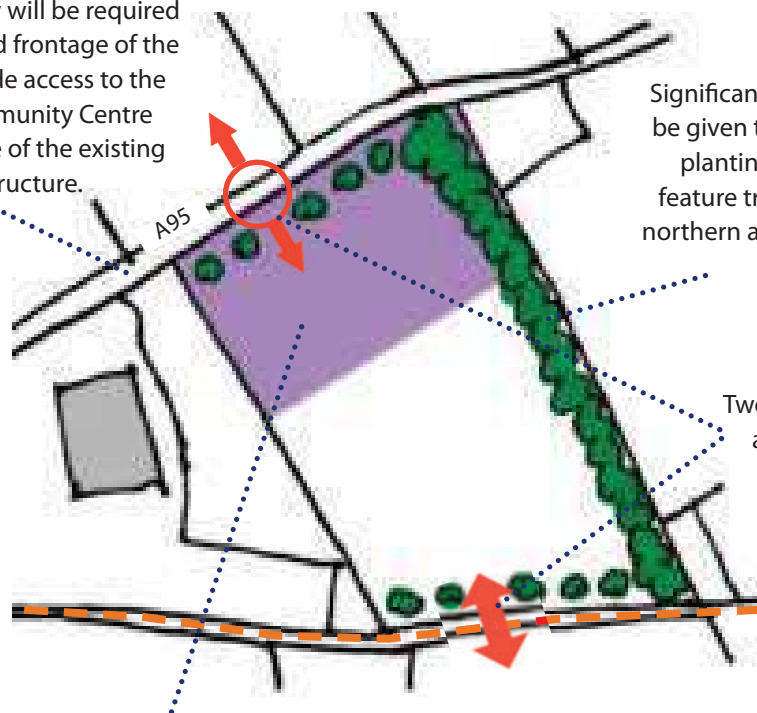 will be required
d frontage of the
de access to the
munity Centre
e of the existing
ructure.
A95
Significan
be given t
plantin
feature tr
northern a
Two
a